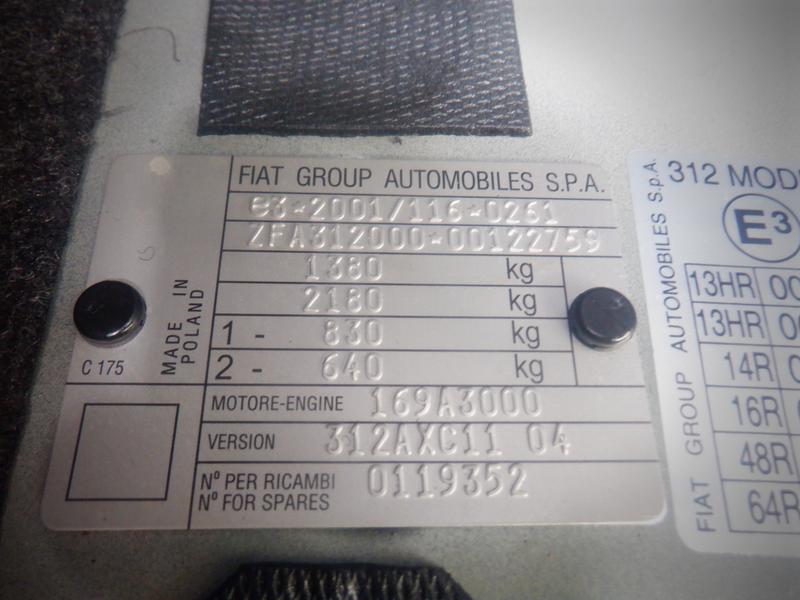 FIAT GROUP AUTOMOBILES S.P.A.
e3*2001/116*0261
ZFA312000*00122759
1380 kg
2180 kg
1- 830 kg
2- 640 kg
C 175
MADE IN
POLAND
MOTORE-ENGINE 169A3000
VERSION 312AXC11 04
N° PER RICAMBI
N° FOR SPARES
0119352
FIAT GROUP AUTOMOBILES S.p.A.
312
E3
13HR
13HR
14R
16R
48R
64R